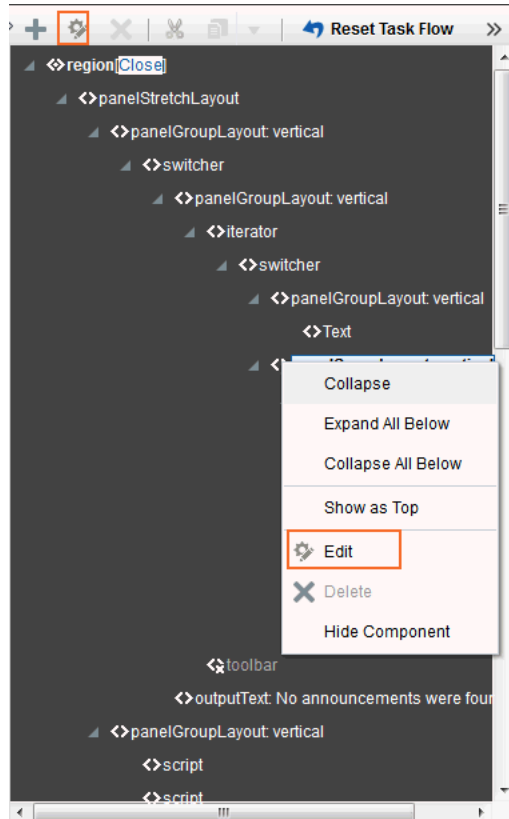 Reset Task Flow
<>region[Close]
<>panelStretchLayout
<>panelGroupLayout: vertical
<>switcher
<>panelGroupLayout: vertical
<>iterator
<>switcher
<>panelGroupLayout: vertical
<>Text
Collapse
Expand All Below
Collapse All Below
Show as Top
Edit
Delete
Hide Component
<>toolbar
<>outputText: No announcements were four
<>panelGroupLayout: vertical
<>script
<>script